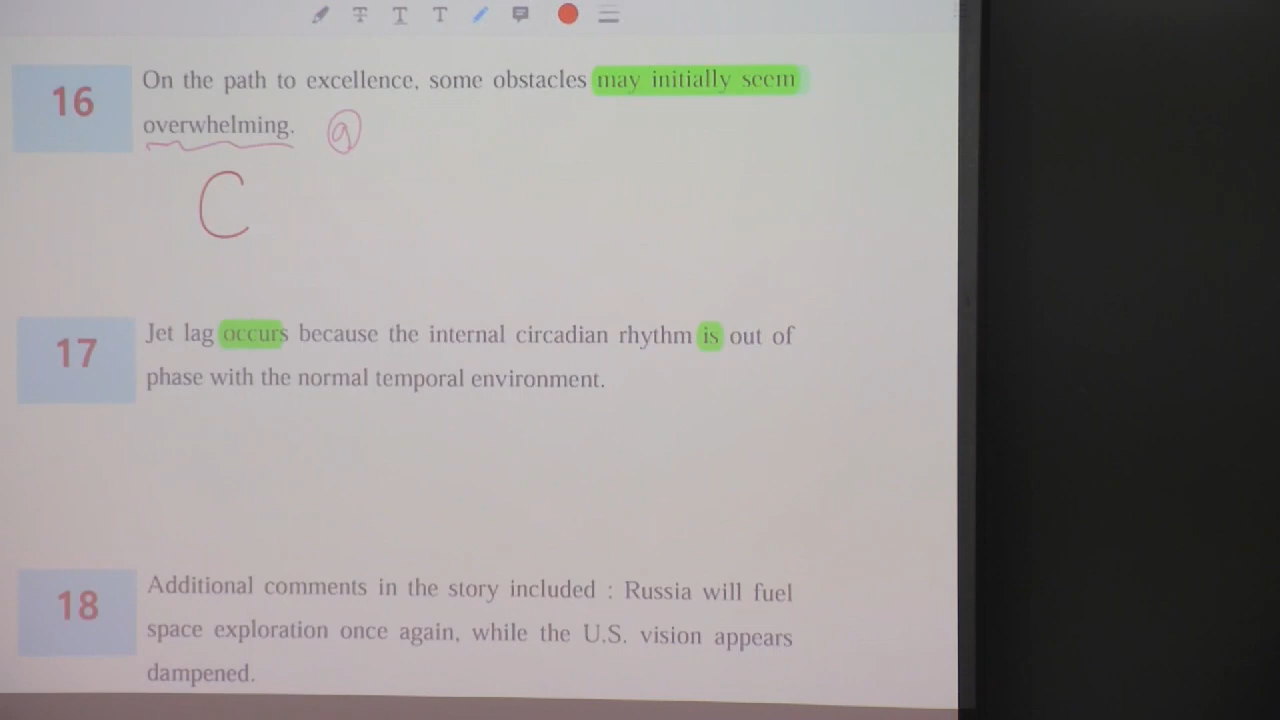 16
On the path to excellence, some obstacles may initially seem
overwhelming. a
C
17
Jet lag occurs because the internal circadian rhythm is out of
phase with the normal temporal environment.
18
Additional comments in the story included : Russia will fuel
space exploration once again, while the U.S. vision appears
dampened.